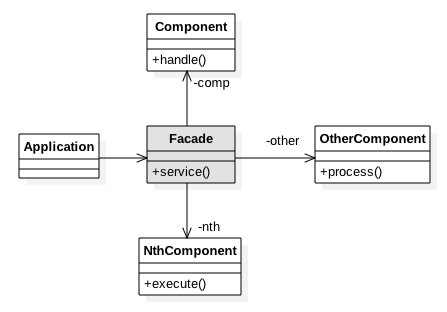 Component
+handle()
-comp
Application
Facade
+service()
-other
OtherComponent
+process()
-nth
NthComponent
+execute()